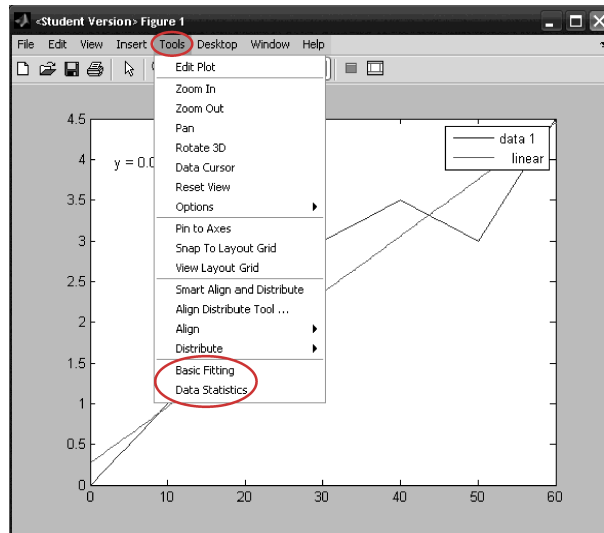 <Student Version> Figure 1
File Edit View Insert Tools Desktop Window Help
Edit Plot
Zoom In
Zoom Out
Pan
Rotate 3D
Data Cursor
Reset View
Options
Pin to Axes
Snap To Layout Grid
View Layout Grid
Smart Align and Distribute
Align Distribute Tool ...
Align
Distribute
Basic Fitting
Data Statistics
data 1
linear
4.5
4
y = 0.0
3.5
3
2.5
2
1.5
1
0.5
0
0 10 20 30 40 50 60